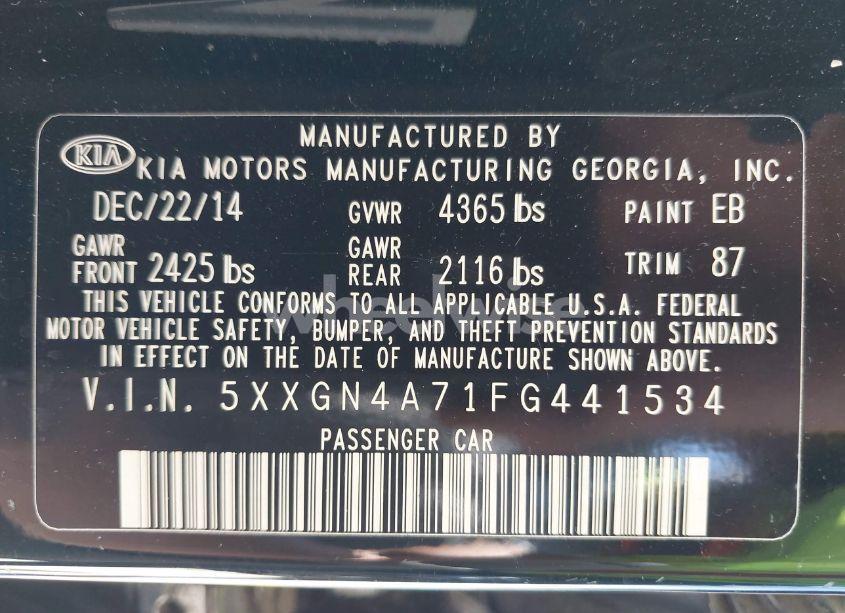 MANUFACTURED BY
KIA KIA MOTORS MANUFACTURING GEORGIA, INC.
DEC/22/14 GVWR 4365 lbs PAINT EB
GAWR FRONT 2425 lbs GAWR REAR 2116 lbs TRIM 87
THIS VEHICLE CONFORMS TO ALL APPLICABLE U.S.A. FEDERAL
MOTOR VEHICLE SAFETY, BUMPER, AND THEFT PREVENTION STANDARDS
IN EFFECT ON THE DATE OF MANUFACTURE SHOWN ABOVE.
V.I.N. 5XXGN4A71FG441534
PASSENGER CAR
wheelwise